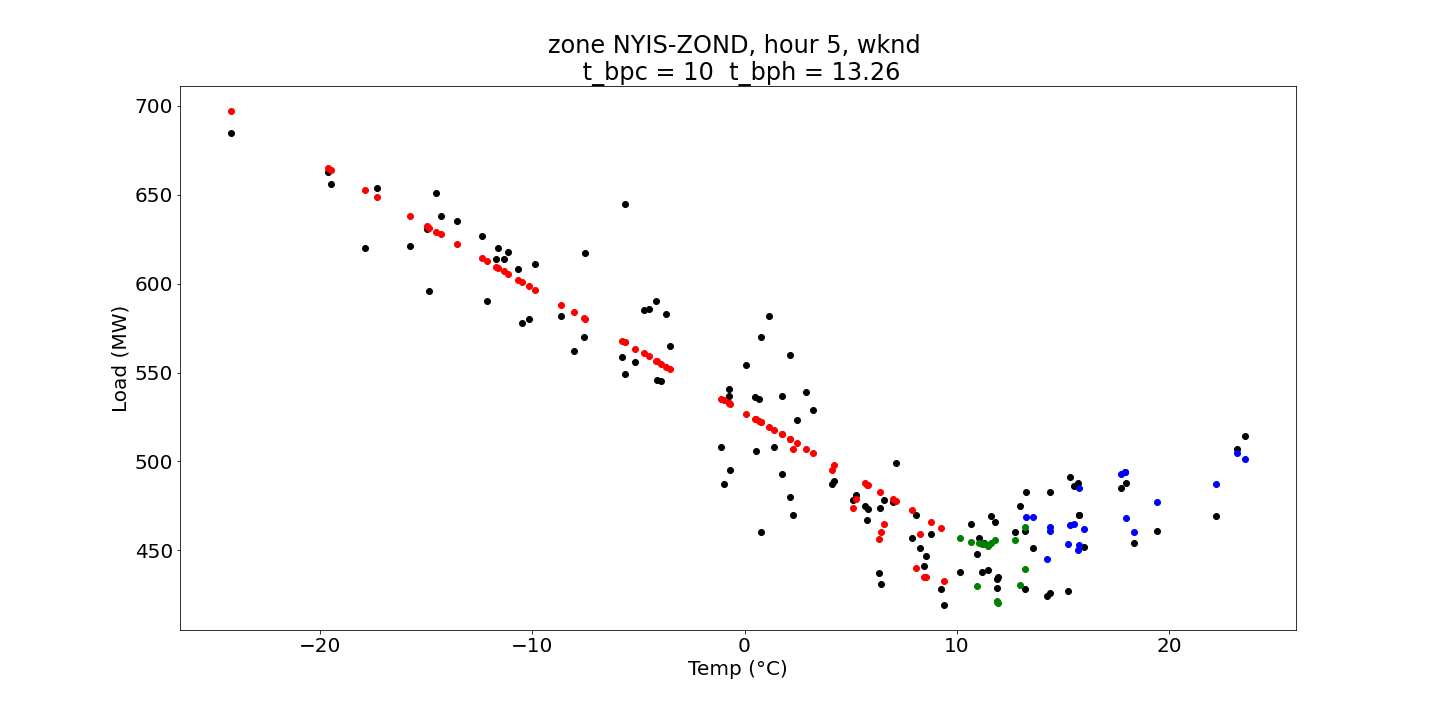 zone NYIS-ZOND, hour 5, wknd
t_bpc = 10  t_bph = 13.26
700
650
600
550
500
450
Load (MW)
−20
−10
0
10
20
Temp (°C)